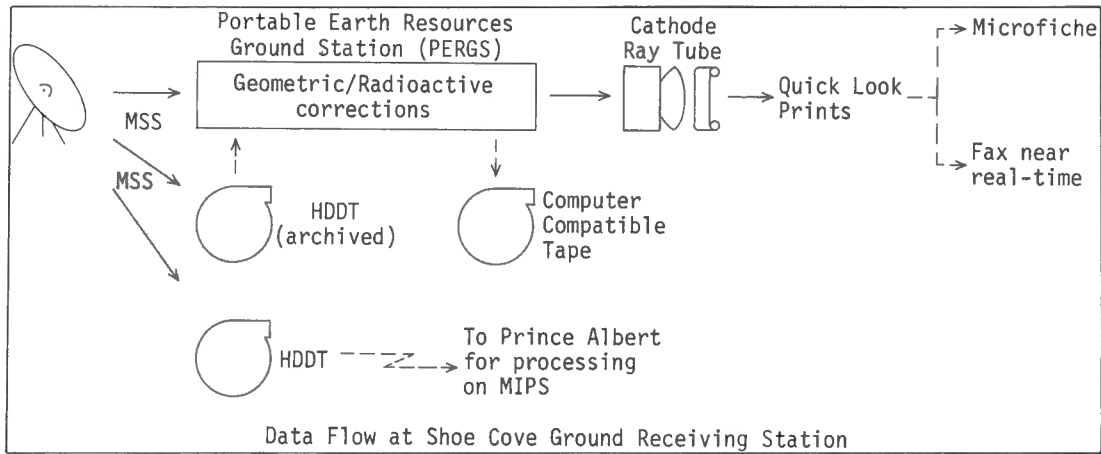 Portable Earth Resources
Ground Station (PERGS)
Geometric/Radioactive
corrections
Cathode
Ray Tube
Quick Look
Prints
Microfiche
Fax near
real-time
MSS
MSS
HDDT
(archived)
Computer
Compatible
Tape
HDDT
To Prince Albert
for processing
on MIPS
Data Flow at Shoe Cove Ground Receiving Station